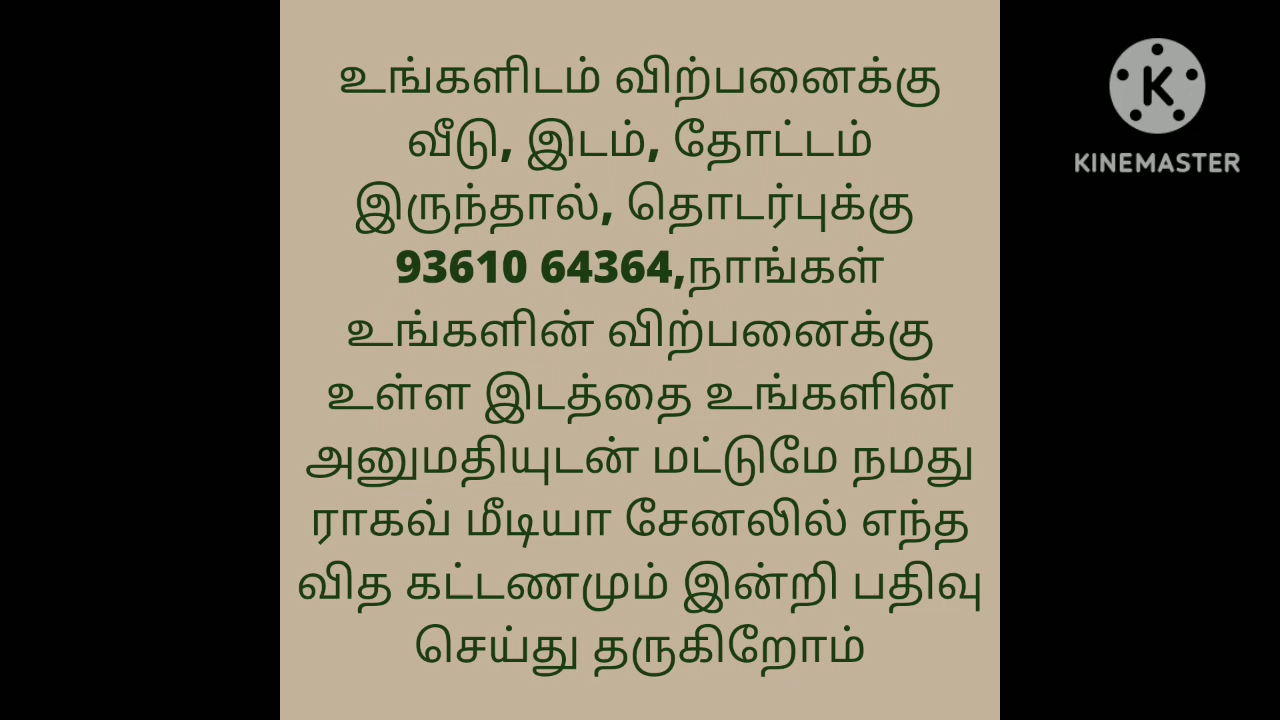 உங்களிடம் விற்பனைக்கு
வீடு, இடம், தோட்டம்
இருந்தால், தொடர்புக்கு
93610 64364,நாங்கள்
உங்களின் விற்பனைக்கு
உள்ள இடத்தை உங்களின்
அனுமதியுடன் மட்டுமே நமது
ராகவ் மீடியா சேனலில் எந்த
வித கட்டணமும் இன்றி பதிவு
செய்து தருகிறோம்
K
KINEMASTER